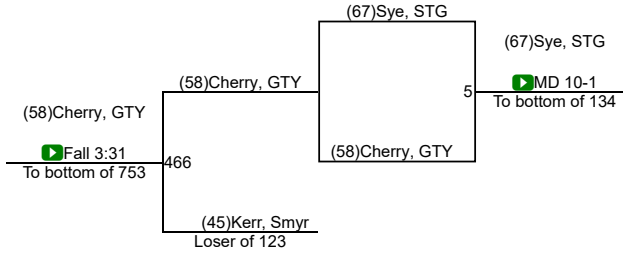 (67)Sye, STG
(67)Sye, STG
(58)Cherry, GTY
5
MD 10-1
To bottom of 134
(58)Cherry, GTY
Fall 3:31
(58)Cherry, GTY
466
To bottom of 753
(45)Kerr, Smyr
Loser of 123